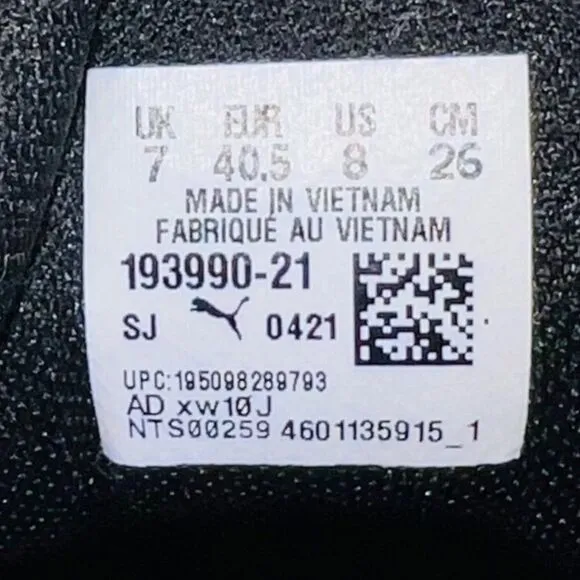 UK EUR US CM
7 40.5 8 26
MADE IN VIETNAM
FABRIQUÉ AU VIETNAM
193990-21
SJ 0421
UPC:195098289793
AD xw10J
NTS00259 4601135915_1